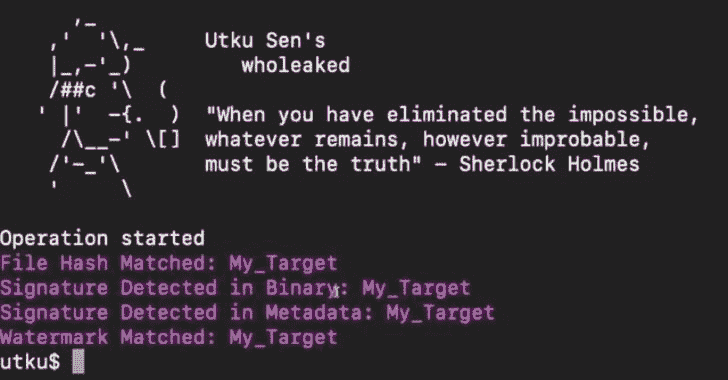 Utku Sen's
wholeaked
"When you have eliminated the impossible,
whatever remains, however improbable,
must be the truth" – Sherlock Holmes
Operation started
File Hash Matched: My_Target
Signature Detected in Binary: My_Target
Signature Detected in Metadata: My_Target
Watermark Matched: My_Target
utku$